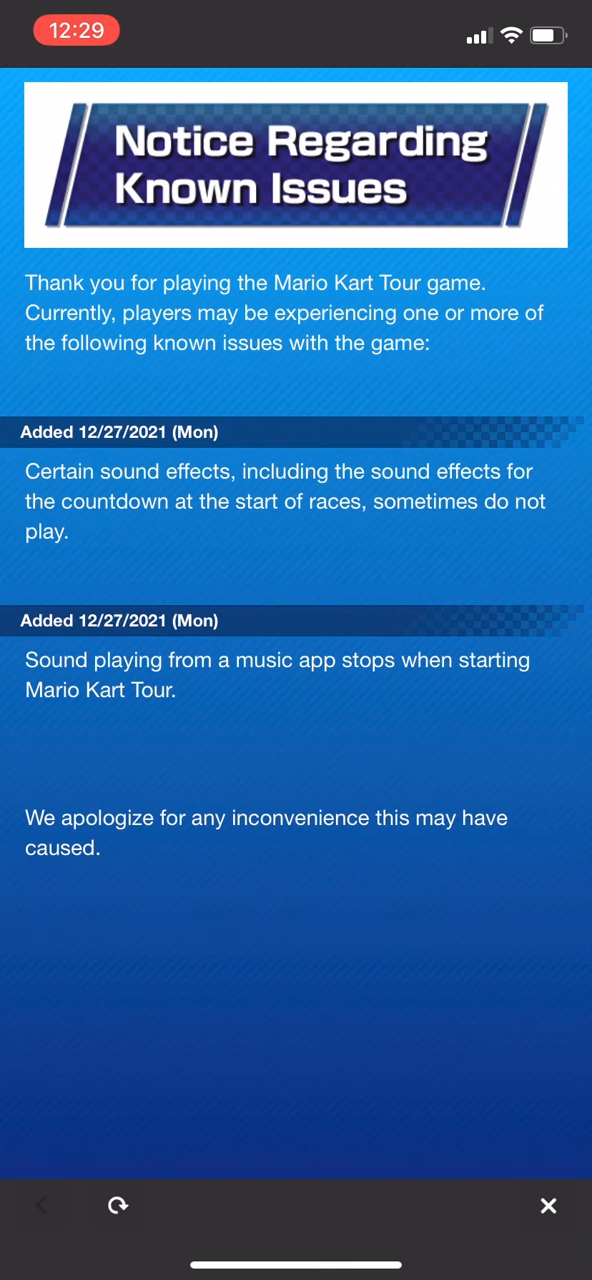 12:29
Notice Regarding
Known Issues
Thank you for playing the Mario Kart Tour game.
Currently, players may be experiencing one or more of
the following known issues with the game:
Added 12/27/2021 (Mon)
Certain sound effects, including the sound effects for
the countdown at the start of races, sometimes do not
play.
Added 12/27/2021 (Mon)
Sound playing from a music app stops when starting
Mario Kart Tour.
We apologize for any inconvenience this may have
caused.